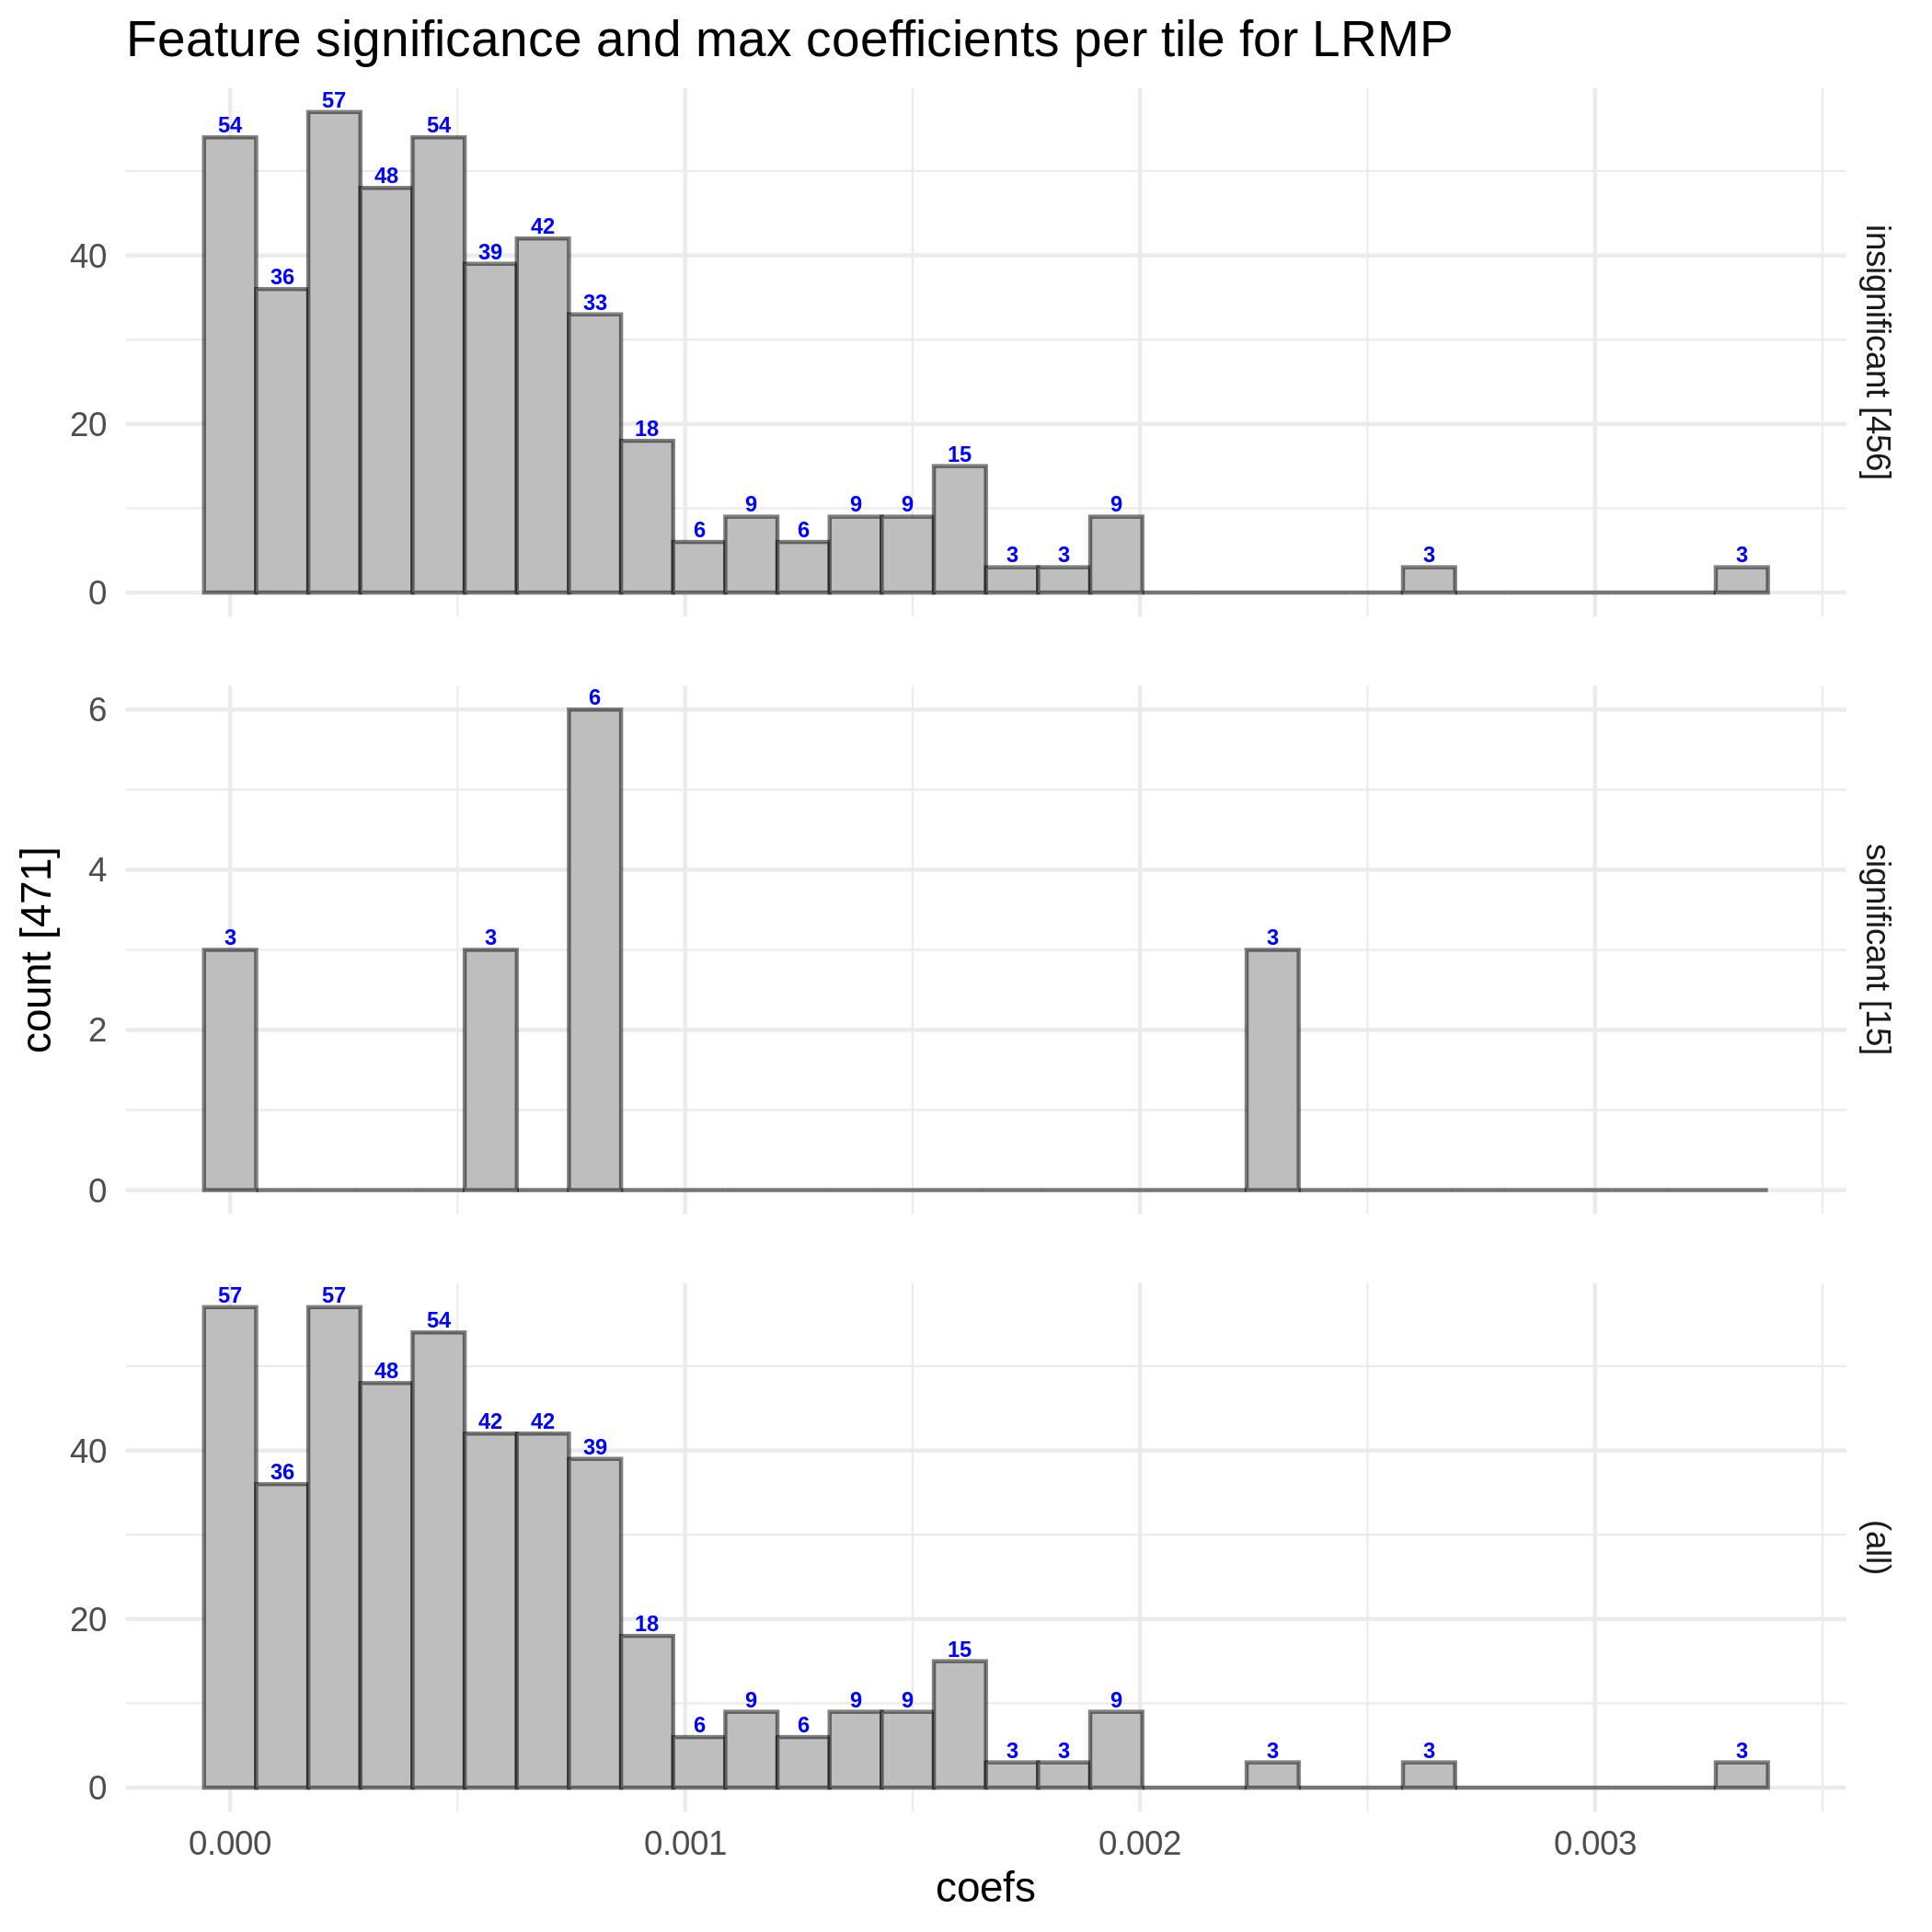 Feature significance and max coefficients per tile for LRMP
54 36 57 48 54 39 42 33 18 6 9 6 9 9 15 3 3 9 3 3
40
20
0
insignificant [456]
3 3 6 3
6
4
2
0
significant [15]
count [471]
57 36 57 48 54 42 42 39 18 6 9 6 9 9 15 3 3 9 3 3 3
40
20
0
(all)
0.000 0.001 0.002 0.003
coefs